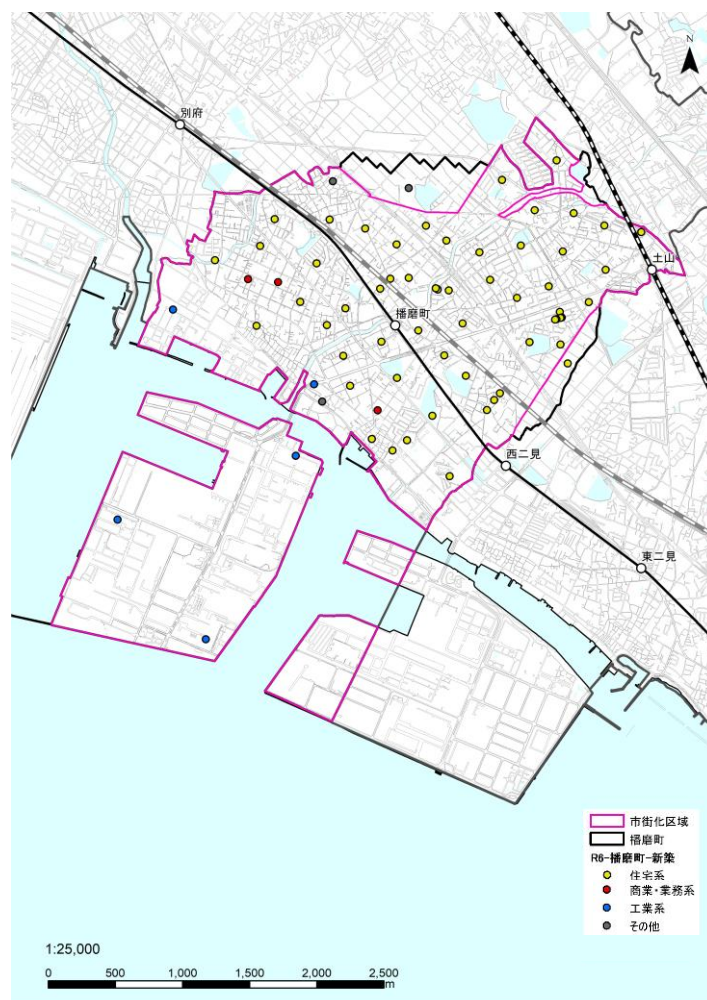 N
別府
土山
播磨町
西二見
東二見
市街化区域
播磨町
R6-播磨町-新築
住宅系
商業・業務系
工業系
その他
1:25,000
0 500 1,000 1,500 2,000 2,500
m